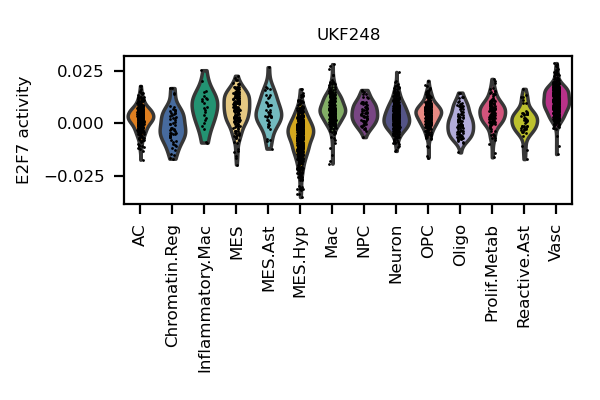 UKF248
E2F7 activity
0.025
0.000
−0.025
AC
Chromatin.Reg
Inflammatory.Mac
MES
MES.Ast
MES.Hyp
Mac
NPC
Neuron
OPC
Oligo
Prolif.Metab
Reactive.Ast
Vasc